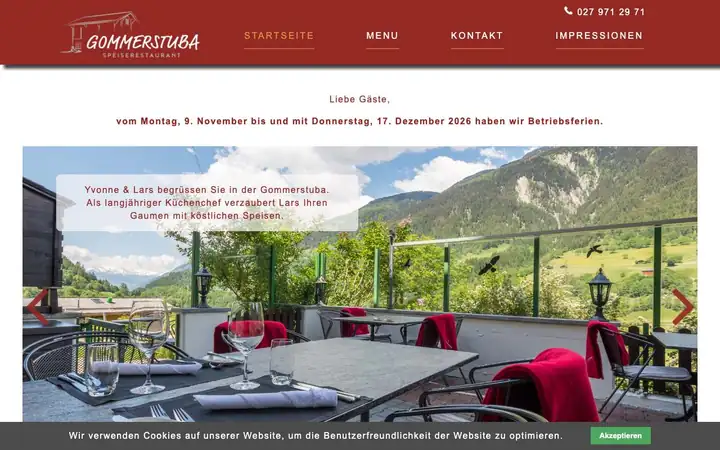 027 971 29 71
GOMMERSTUBA
SPEISERESTAURANT
STARTSEITE
MENU
KONTAKT
IMPRESSIONEN
Liebe Gäste,
vom Montag, 9. November bis und mit Donnerstag, 17. Dezember 2026 haben wir Betriebsferien.
Yvonne & Lars begrüssen Sie in der Gommerstuba.
Als langjähriger Küchenchef verzaubert Lars Ihren
Gaumen mit köstlichen Speisen.
Wir verwenden Cookies auf unserer Website, um die Benutzerfreundlichkeit der Website zu optimieren.
Akzeptieren